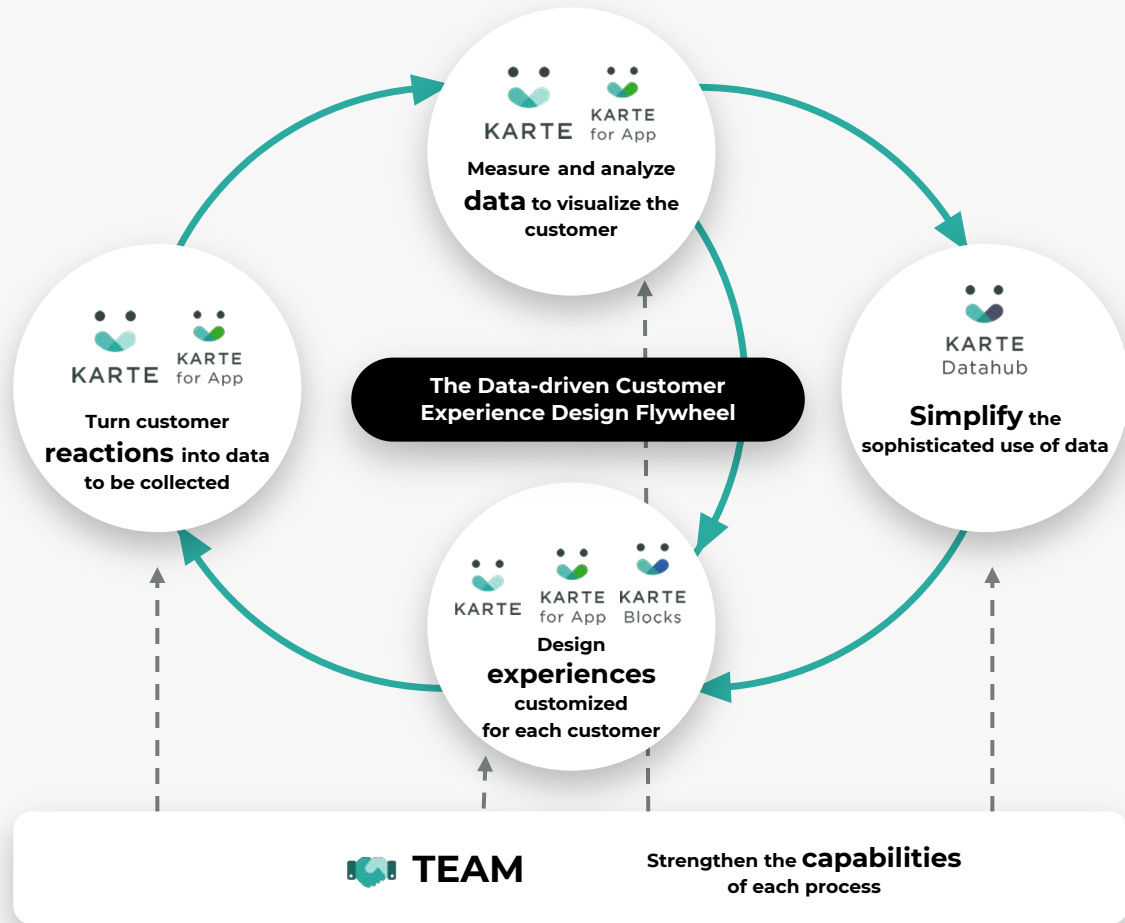 KARTE
KARTE
for App
Measure and analyze
data to visualize the
customer
KARTE
KARTE
for App
Turn customer
reactions into data
to be collected
The Data-driven Customer
Experience Design Flywheel
KARTE
Datahub
Simplify the
sophisticated use of data
KARTE
KARTE
for App
KARTE
Blocks
Design
experiences
customized
for each customer
TEAM
Strengthen the capabilities
of each process